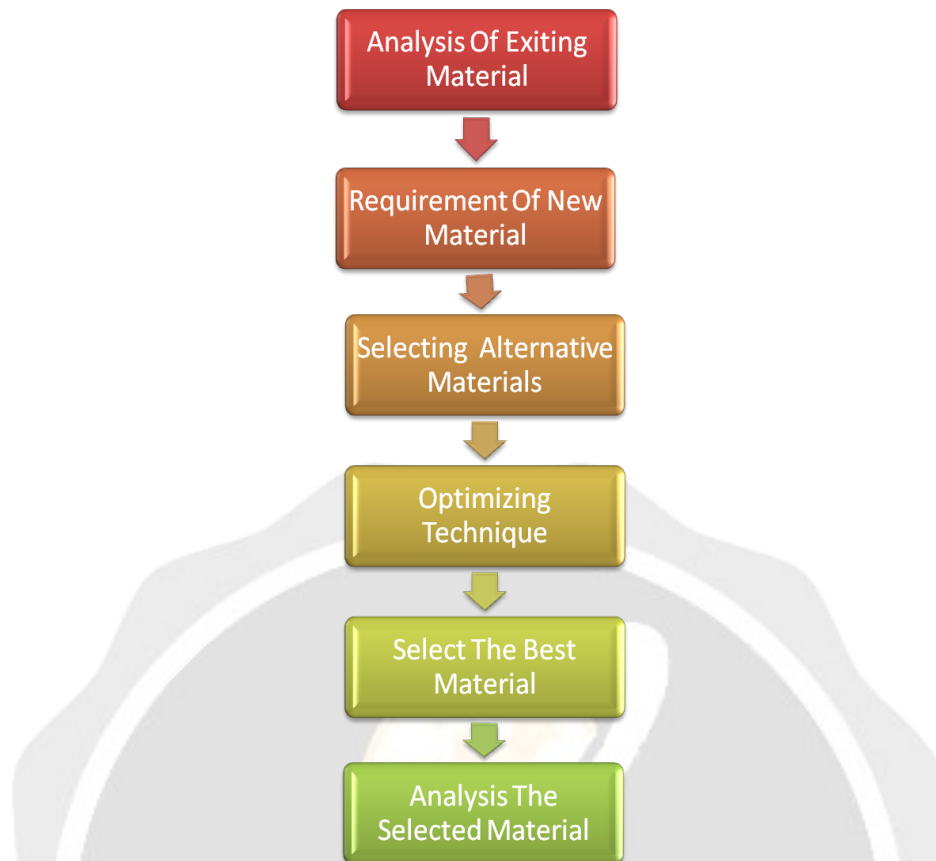 Analysis Of Exiting
Material
Requirement Of New
Material
Selecting Alternative
Materials
Optimizing
Technique
Select The Best
Material
Analysis The
Selected Material